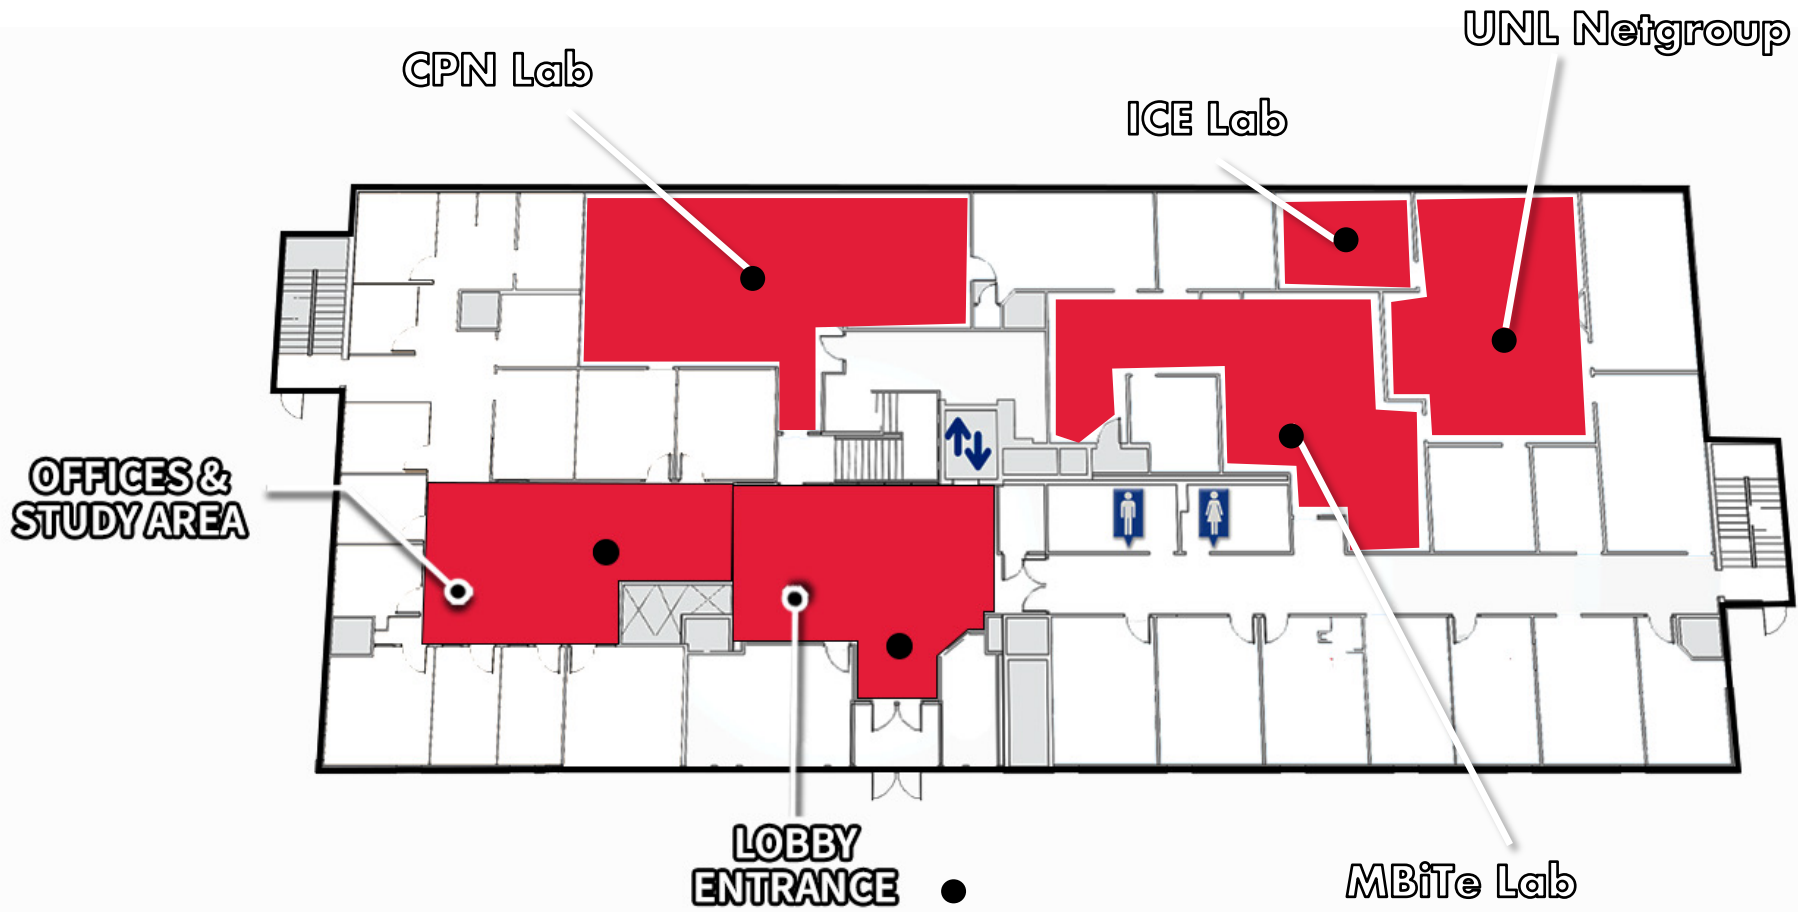 UNL Netgroup
CPN Lab
ICE Lab
OFFICES &
STUDY AREA
LOBBY
ENTRANCE
MBiTe Lab